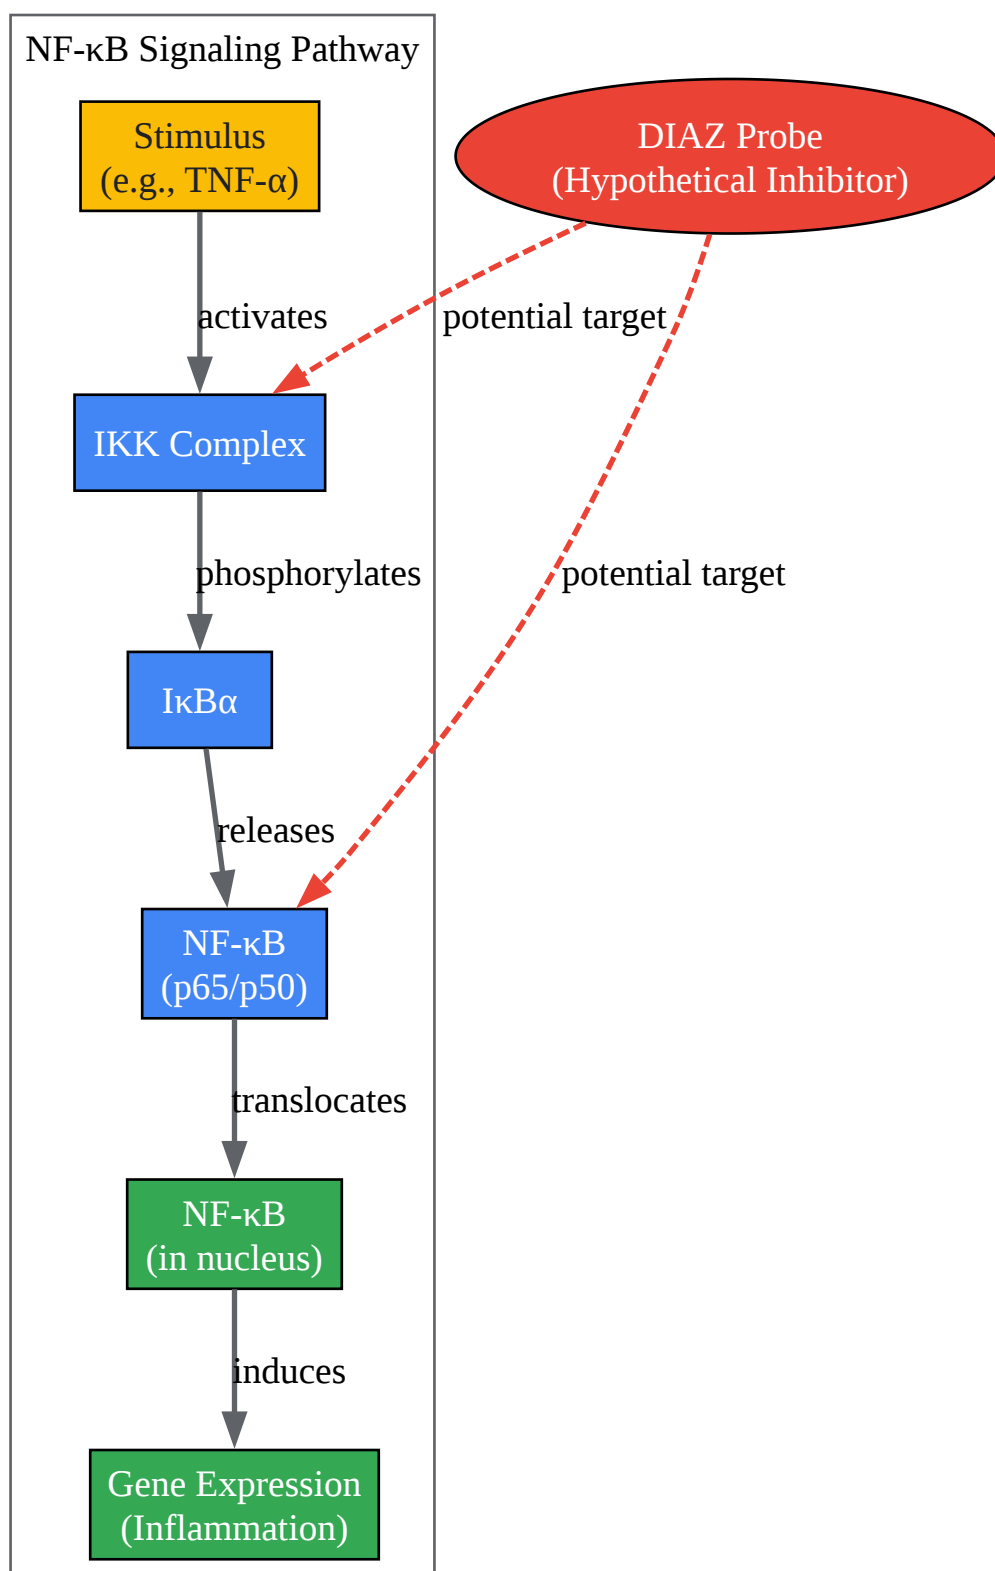 NF-κB Signaling Pathway
Stimulus
(e.g., TNF-α)
DIAZ Probe
(Hypothetical Inhibitor)
activates
potential target
IKK Complex
phosphorylates
potential target
IκBα
releases
NF-κB
(p65/p50)
translocates
NF-κB
(in nucleus)
induces
Gene Expression
(Inflammation)